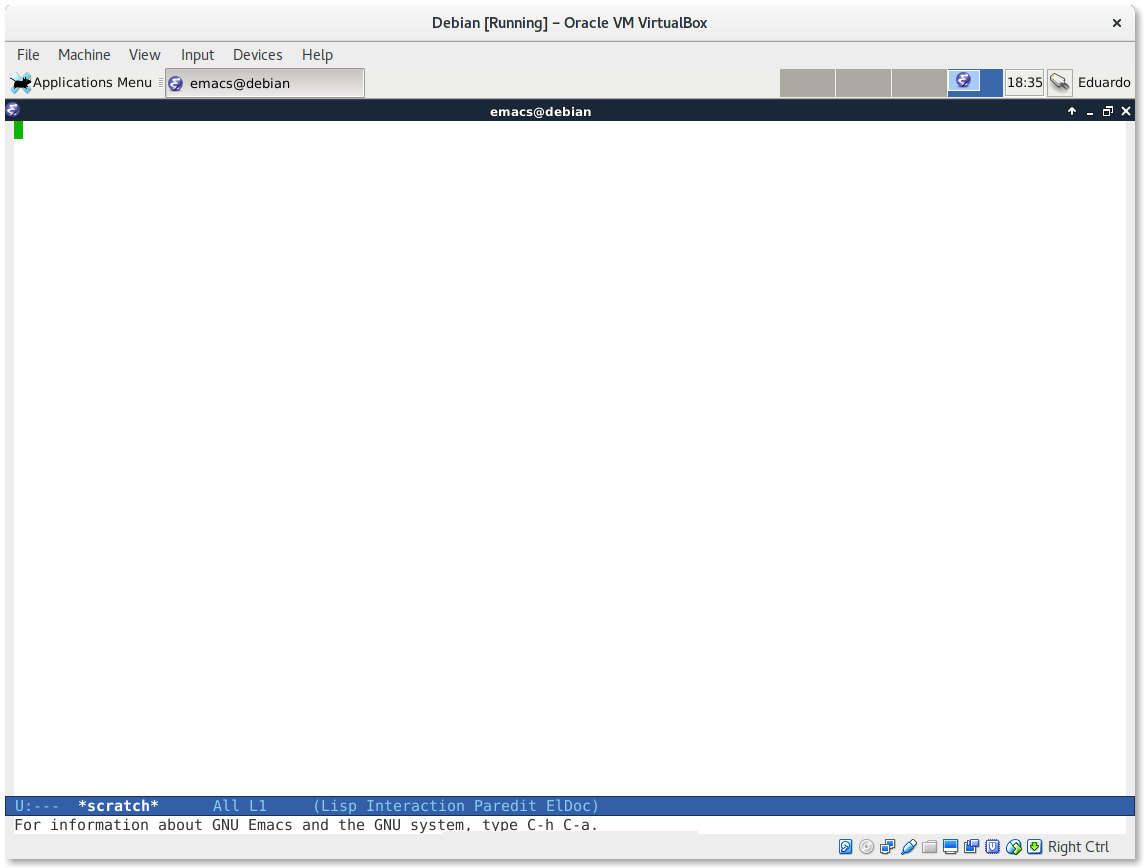 Debian [Running] – Oracle VM VirtualBox
File Machine View Input Devices Help
Applications Menu emacs@debian 18:35 Eduardo
emacs@debian
U:--- *scratch* All L1 (Lisp Interaction Paredit ElDoc)
For information about GNU Emacs and the GNU system, type C-h C-a.
Right Ctrl